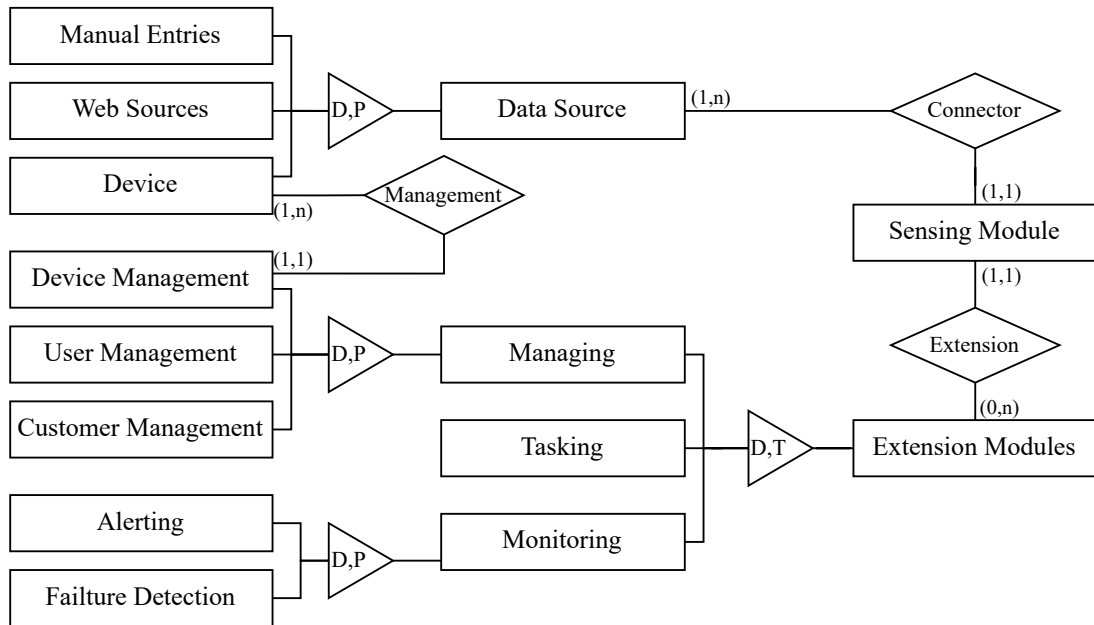 Manual Entries
Web Sources
D,P
Data Source
(1,n)
Connector
Device
(1,n)
Management
(1,1)
Sensing Module
(1,1)
Device Management
(1,1)
User Management
D,P
Managing
Extension
Customer Management
(0,n)
Tasking
D,T
Extension Modules
Alerting
D,P
Monitoring
Failture Detection